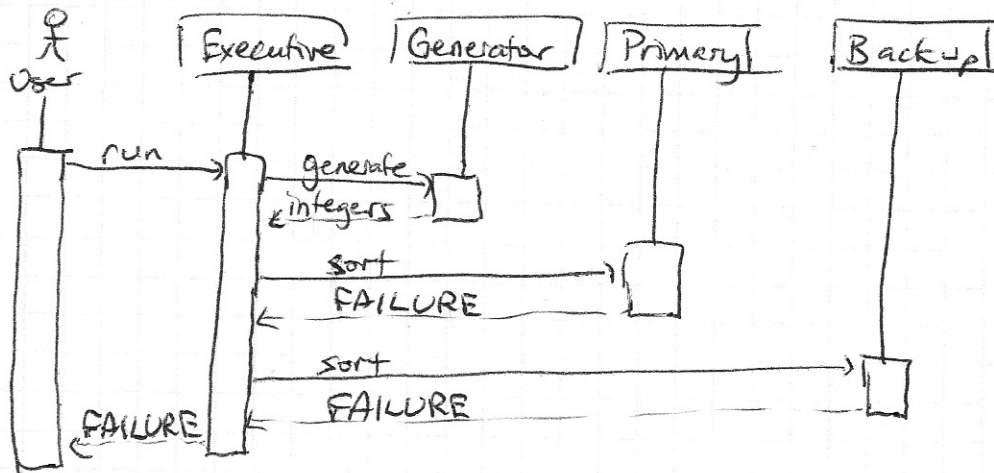 Executive
Generator
Primary
Backup
User
run
generate
integers
sort
FAILURE
sort
FAILURE
FAILURE